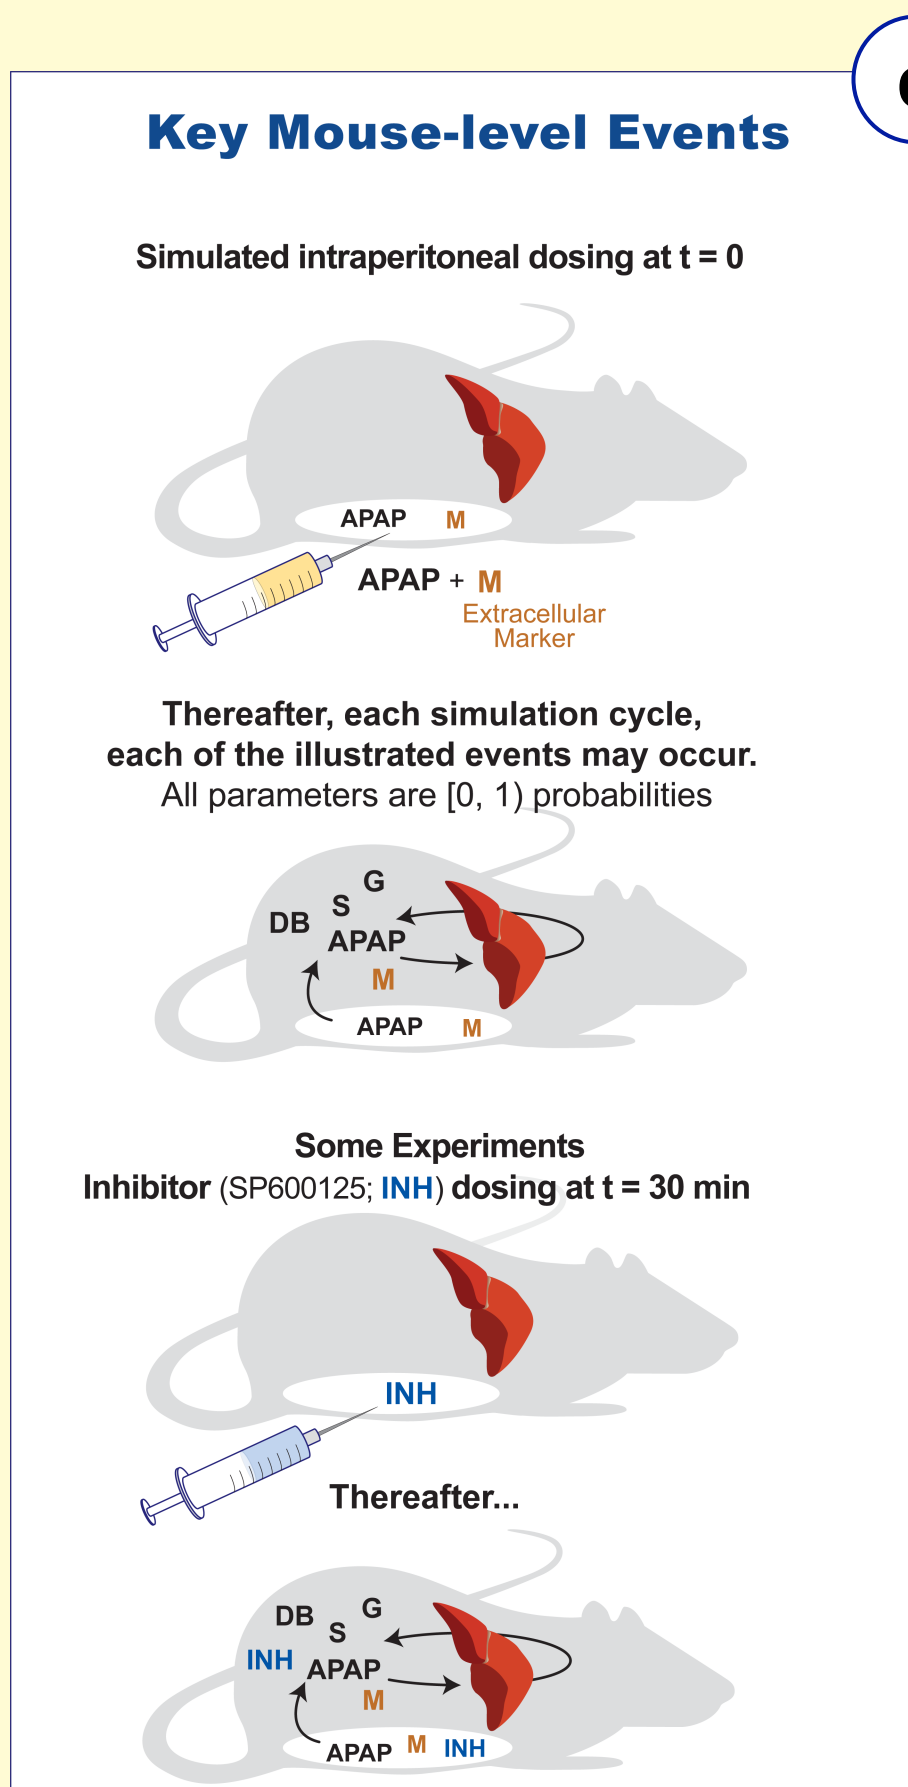 Key Mouse-level Events
Simulated intraperitoneal dosing at t = 0
APAP M
APAP + M
Extracellular
Marker
Thereafter, each simulation cycle,
each of the illustrated events may occur.
All parameters are [0, 1) probabilities
G
S
DB
APAP
M
APAP M
Some Experiments
Inhibitor (SP600125; INH) dosing at t = 30 min
INH
Thereafter...
DB G
S
INH APAP
M
APAP M INH